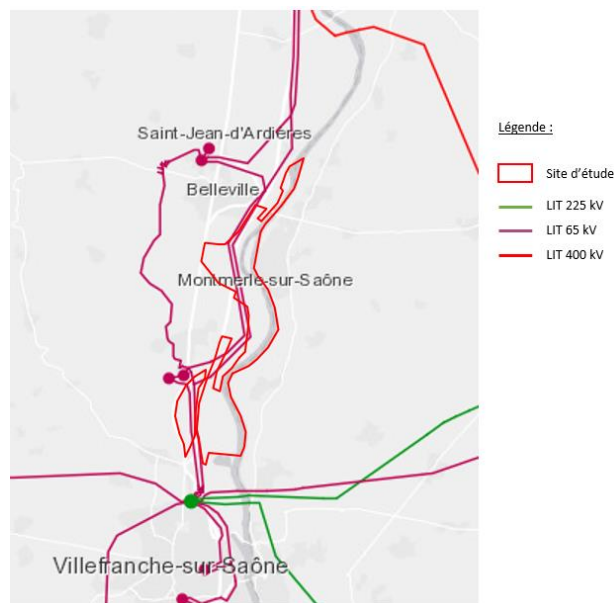 Saint-Jean-d'Ardières
Belleville
Montmerle-sur-Saône
Villefranche-sur-Saône
Légende :
Site d'étude
LIT 225 kV
LIT 65 kV
LIT 400 kV